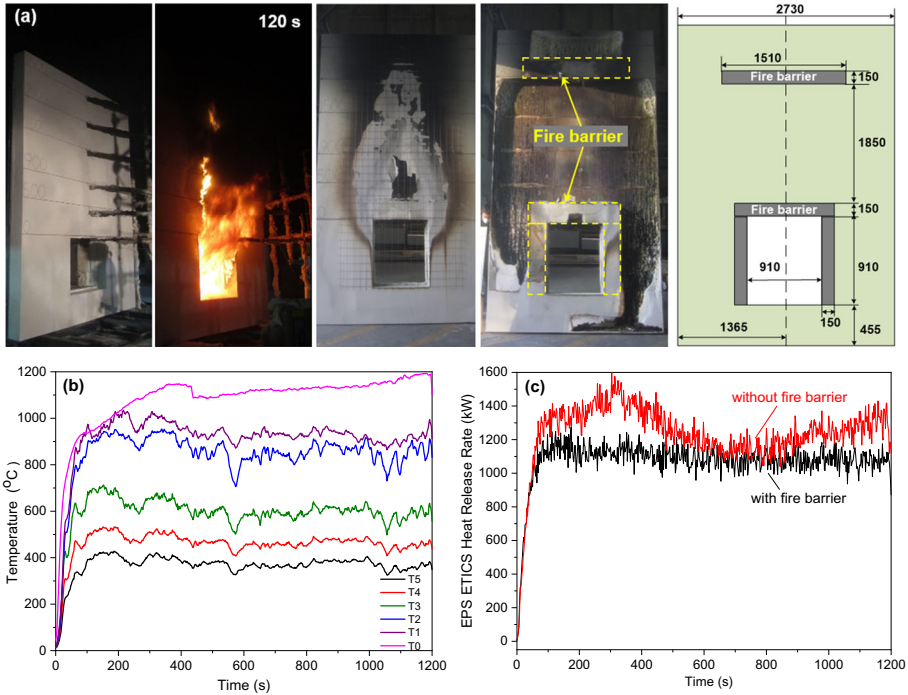 (a)
120 s
Fire barrier
2730
1510
Fire barrier
150
1850
Fire barrier
150
910
910
1365
150
455
(b)
Temperature (°C)
1200
1000
800
600
400
200
0
T5
T4
T3
T2
T1
T0
0 200 400 600 800 1000 1200
Time (s)
(c)
EPS ETICS Heat Release Rate (kW)
1600
1400
1200
1000
800
600
400
200
0
without fire barrier
with fire barrier
0 200 400 600 800 1000 1200
Time (s)